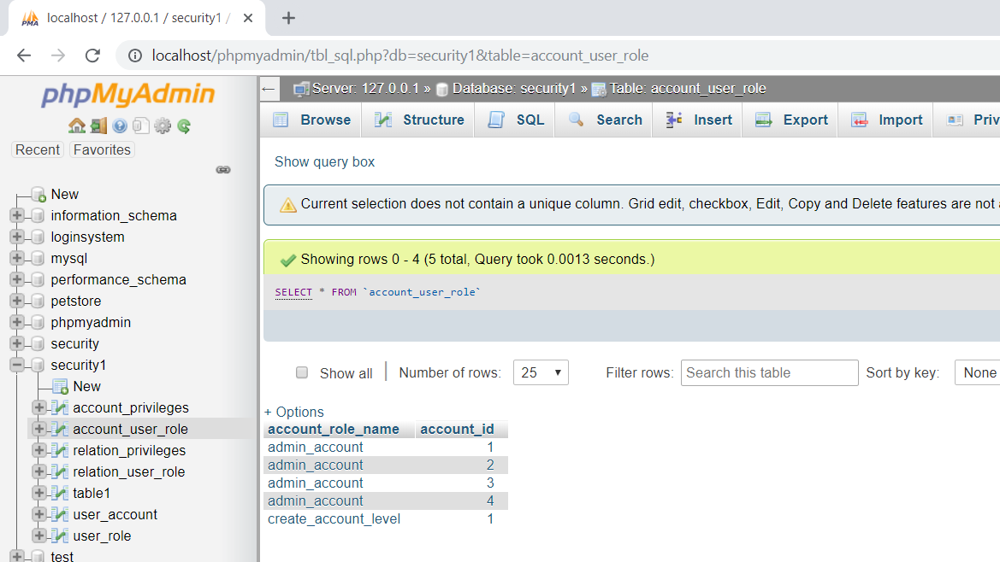 localhost / 127.0.0.1 / security1 /
localhost/phpmyadmin/tbl_sql.php?db=security1&table=account_user_role
phpMyAdmin
Recent Favorites
New
information_schema
loginsystem
mysql
performance_schema
petstore
phpmyadmin
security
security1
New
account_privileges
account_user_role
relation_privileges
relation_user_role
table1
user_account
user_role
test
Server: 127.0.0.1 » Database: security1 » Table: account_user_role
Browse Structure SQL Search Insert Export Import Priv
Show query box
Current selection does not contain a unique column. Grid edit, checkbox, Edit, Copy and Delete features are not
Showing rows 0 - 4 (5 total, Query took 0.0013 seconds.)
SELECT * FROM `account_user_role`
Show all Number of rows: 25 Filter rows: Search this table Sort by key: None
+ Options
account_role_name account_id
admin_account 1
admin_account 2
admin_account 3
admin_account 4
create_account_level 1